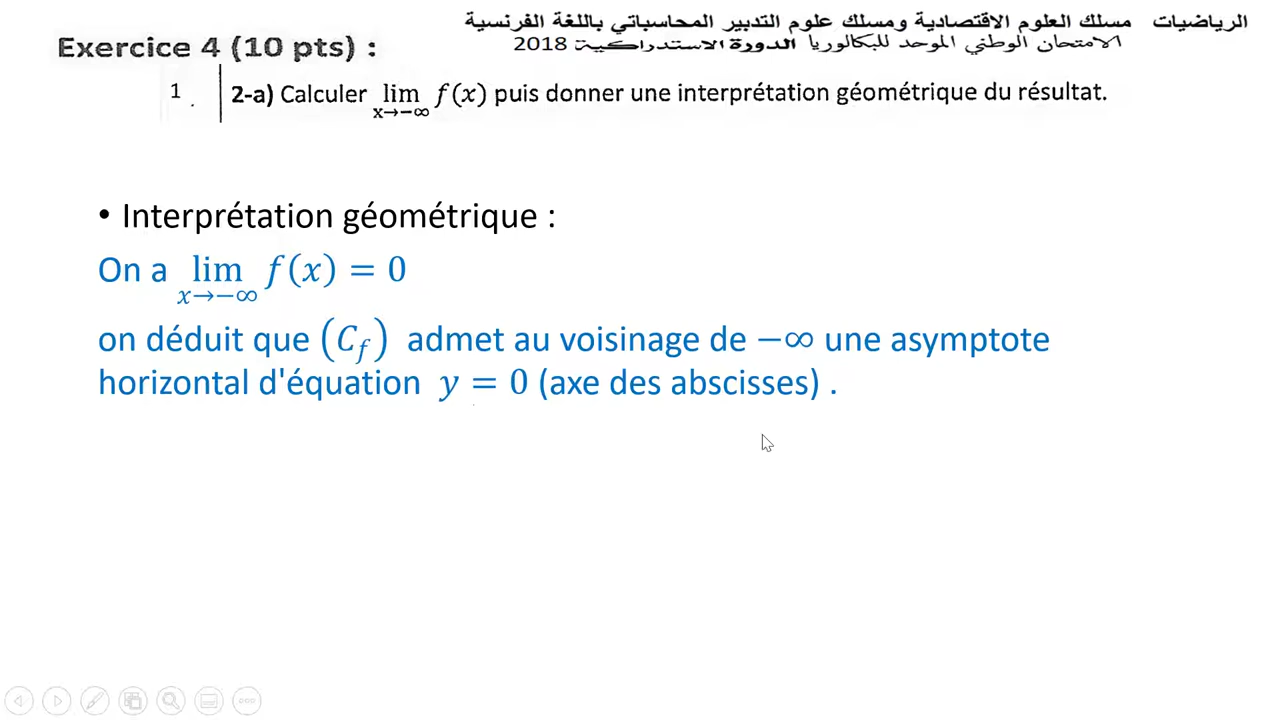 الرياضيات مسلك العلوم الاقتصادية ومسلك علوم التدبير المحاسباتي باللغة الفرنسية
الامتحان الوطني الموحد للبكالوريا الدورة الاستدراكية 2018
Exercice 4 (10 pts) :
1 . 2-a) Calculer lim x→−∞ f(x) puis donner une interprétation géométrique du résultat.
• Interprétation géométrique :
On a lim x→−∞ f(x) = 0
on déduit que (C_f) admet au voisinage de −∞ une asymptote
horizontal d'équation y = 0 (axe des abscisses) .